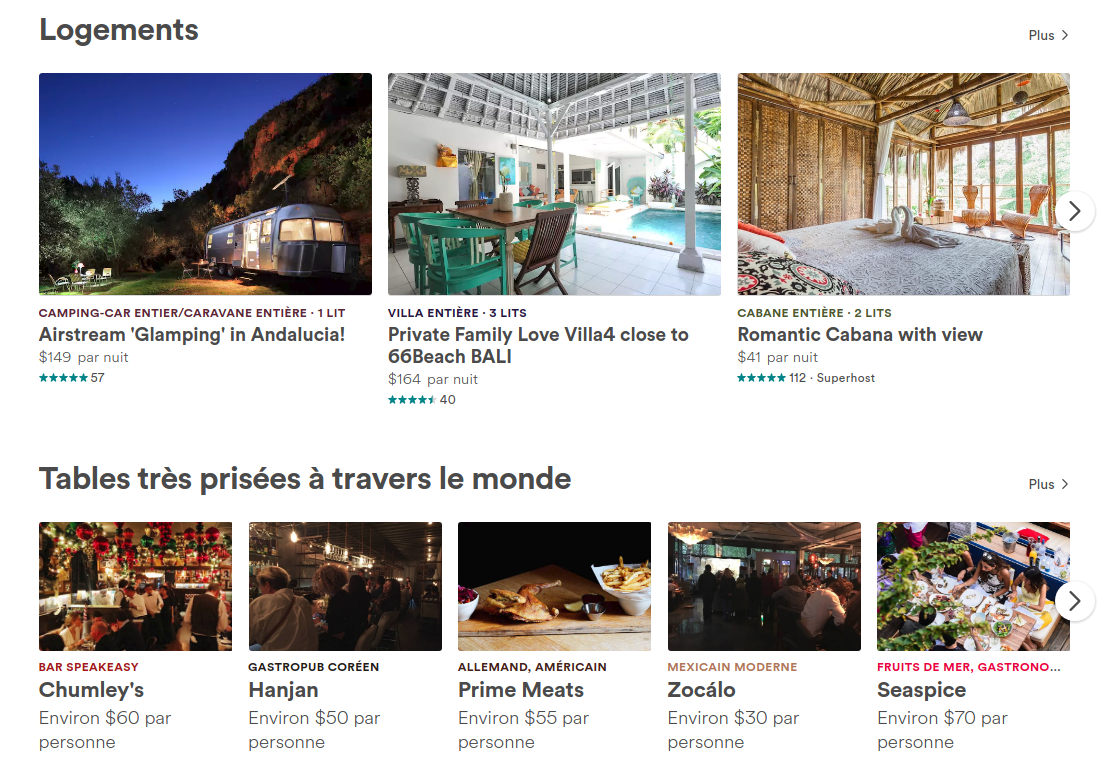 Logements
Plus
CAMPING-CAR ENTIER/CARAVANE ENTIÈRE · 1 LIT
Airstream 'Glamping' in Andalucia!
$149 par nuit
57
VILLA ENTIÈRE · 3 LITS
Private Family Love Villa4 close to
66Beach BALI
$164 par nuit
40
CABANE ENTIÈRE · 2 LITS
Romantic Cabana with view
$41 par nuit
112 · Superhost
Tables très prisées à travers le monde
Plus
BAR SPEAKEASY
Chumley's
Environ $60 par
personne
GASTROPUB CORÉEN
Hanjan
Environ $50 par
personne
ALLEMAND, AMÉRICAIN
Prime Meats
Environ $55 par
personne
MEXICAIN MODERNE
Zocálo
Environ $30 par
personne
FRUITS DE MER, GASTRONO...
Seaspice
Environ $70 par
personne